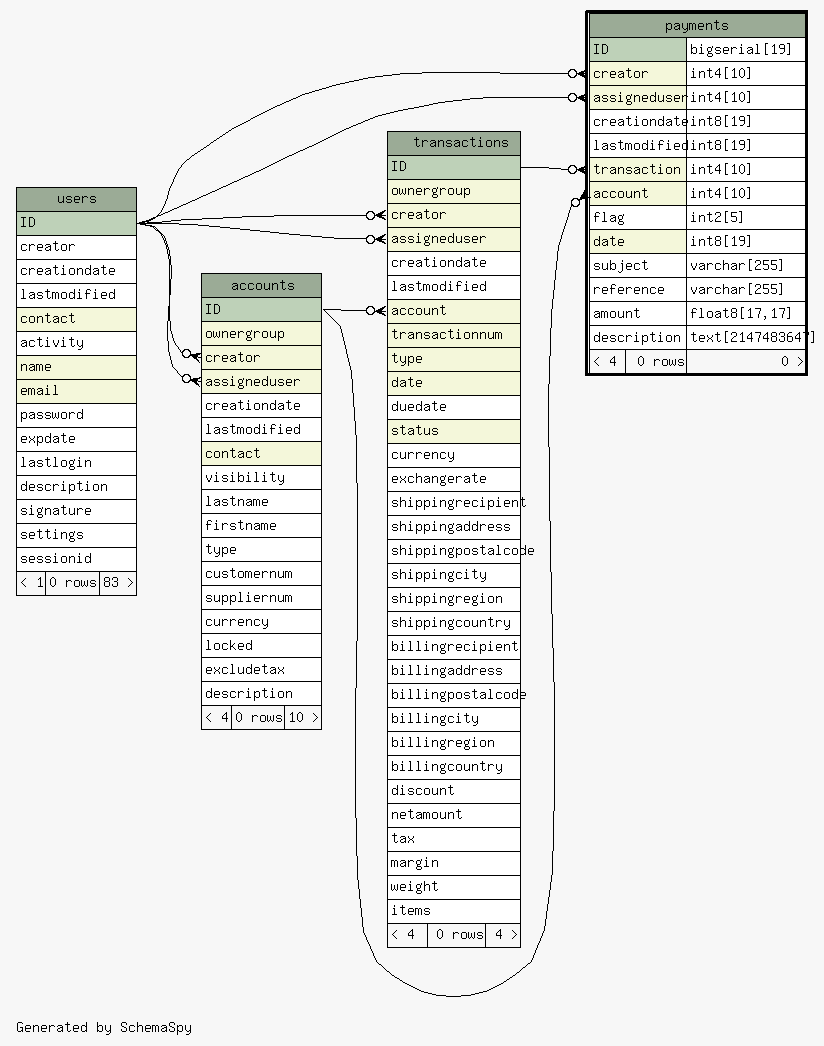 payments
ID bigserial[19]
creator int4[10]
assigneduser int4[10]
creationdate int8[19]
lastmodified int8[19]
transaction int4[10]
account int4[10]
flag int2[5]
date int8[19]
subject varchar[255]
reference varchar[255]
amount float8[17,17]
description text[2147483647]
< 4 0 rows 0 >
transactions
ID
ownergroup
creator
assigneduser
creationdate
lastmodified
account
transactionnum
type
date
duedate
status
currency
exchangerate
shippingrecipient
shippingaddress
shippingpostalcode
shippingcity
shippingregion
shippingcountry
billingrecipient
billingaddress
billingpostalcode
billingcity
billingregion
billingcountry
discount
netamount
tax
margin
weight
items
< 4 0 rows 4 >
users
ID
creator
creationdate
lastmodified
contact
activity
name
email
password
expdate
lastlogin
description
signature
settings
sessionid
< 1 0 rows 83 >
accounts
ID
ownergroup
creator
assigneduser
creationdate
lastmodified
contact
visibility
lastname
firstname
type
customernum
suppliernum
currency
locked
excludetax
description
< 4 0 rows 10 >
Generated by SchemaSpy